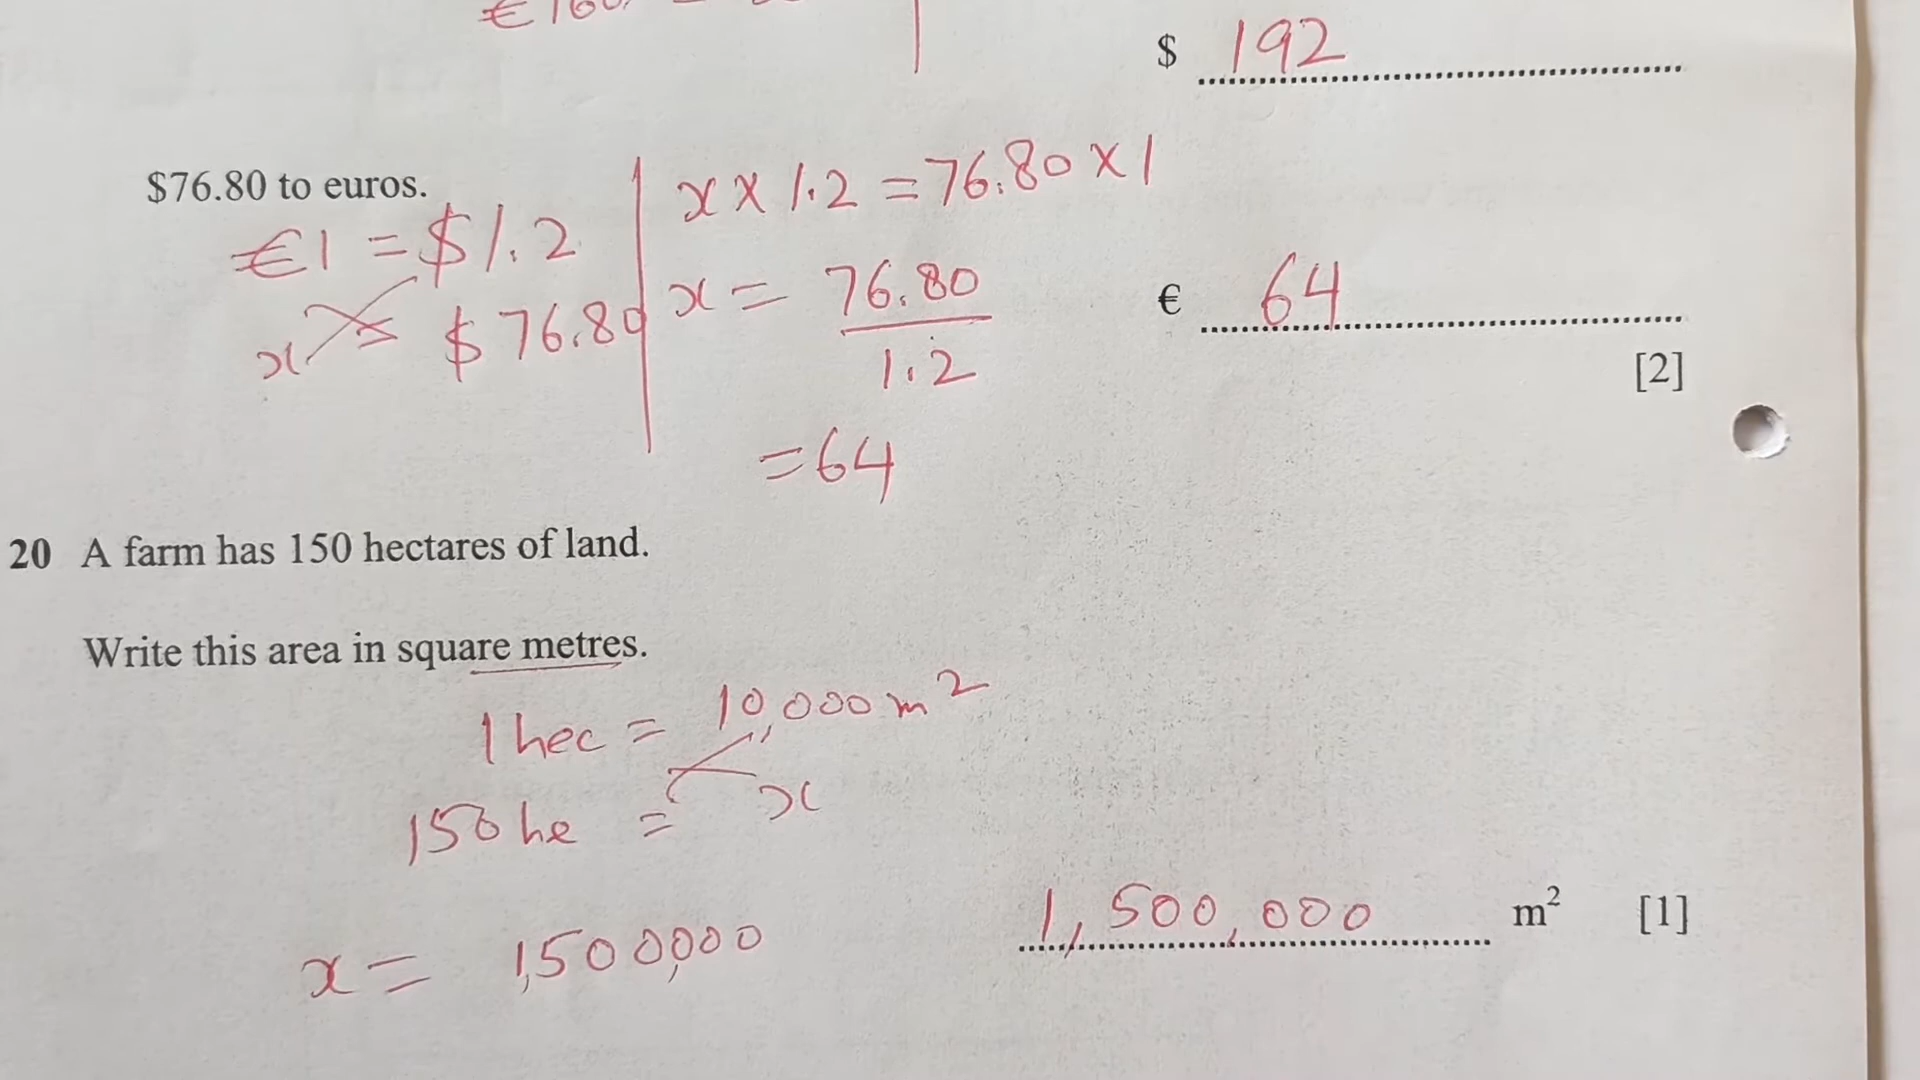 €160
$ 192
$76.80 to euros.
€1 = $1.2
x = $76.80
x x 1.2 = 76.80 x 1
x = 76.80
1.2
= 64
€ 64
[2]
20 A farm has 150 hectares of land.
Write this area in square metres.
1 hec = 10,000 m²
150 he = x
x = 1,500,000
1,500,000 m² [1]